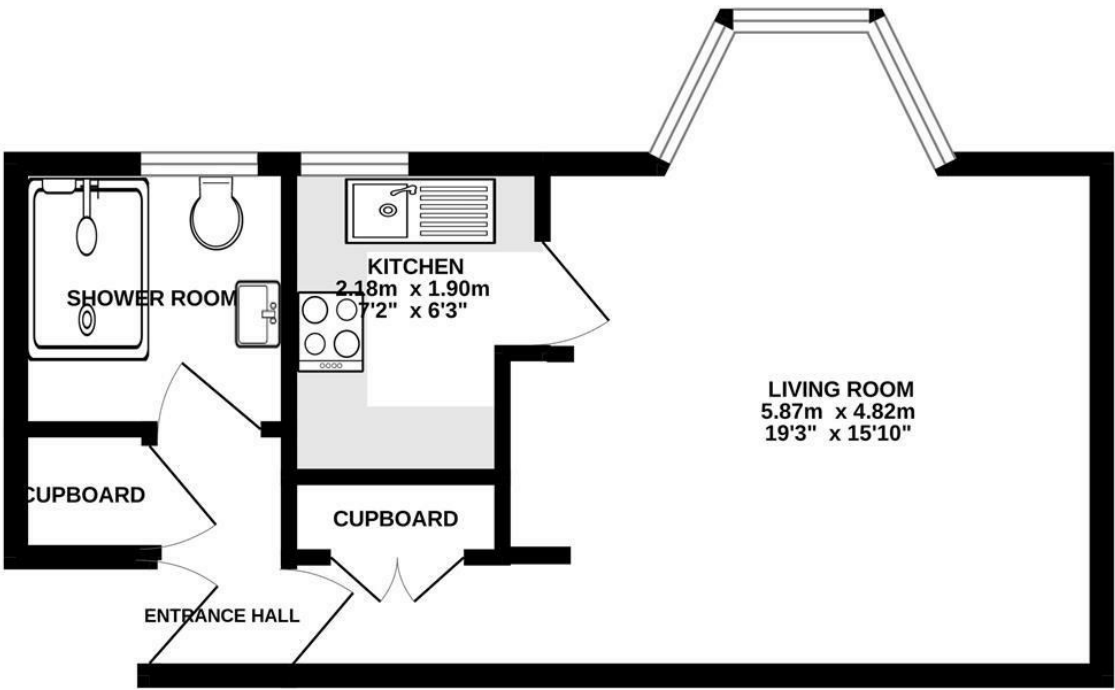 KITCHEN
2.18m x 1.90m
7'2" x 6'3"
SHOWER ROOM
LIVING ROOM
5.87m x 4.82m
19'3" x 15'10"
CUPBOARD
CUPBOARD
ENTRANCE HALL